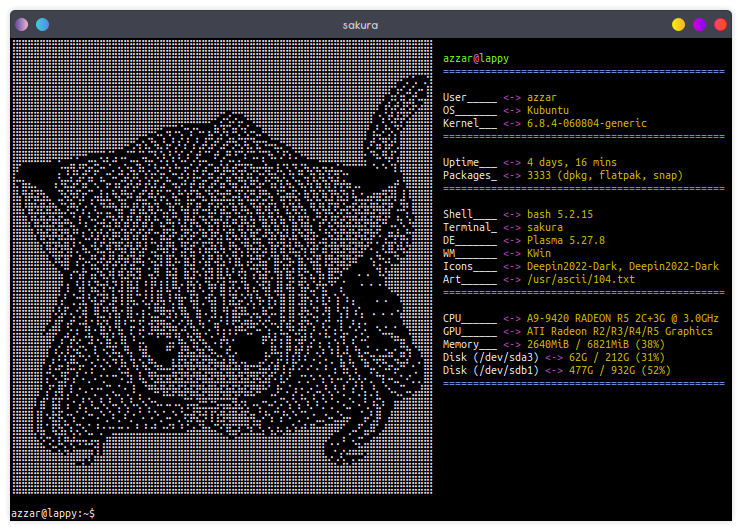 sakura
azzar@lappy
===============================================
User_____ <-> azzar
OS_______ <-> Kubuntu
Kernel___ <-> 6.8.4-060804-generic
===============================================
Uptime___ <-> 4 days, 16 mins
Packages_ <-> 3333 (dpkg, flatpak, snap)
===============================================
Shell____ <-> bash 5.2.15
Terminal_ <-> sakura
DE_______ <-> Plasma 5.27.8
WM_______ <-> KWin
Icons____ <-> Deepin2022-Dark, Deepin2022-Dark
Art______ <-> /usr/ascii/104.txt
===============================================
CPU______ <-> A9-9420 RADEON R5 2C+3G @ 3.0GHz
GPU______ <-> ATI Radeon R2/R3/R4/R5 Graphics
Memory___ <-> 2640MiB / 6821MiB (38%)
Disk (/dev/sda3) <-> 62G / 212G (31%)
Disk (/dev/sdb1) <-> 477G / 932G (52%)
===============================================
azzar@lappy:~$